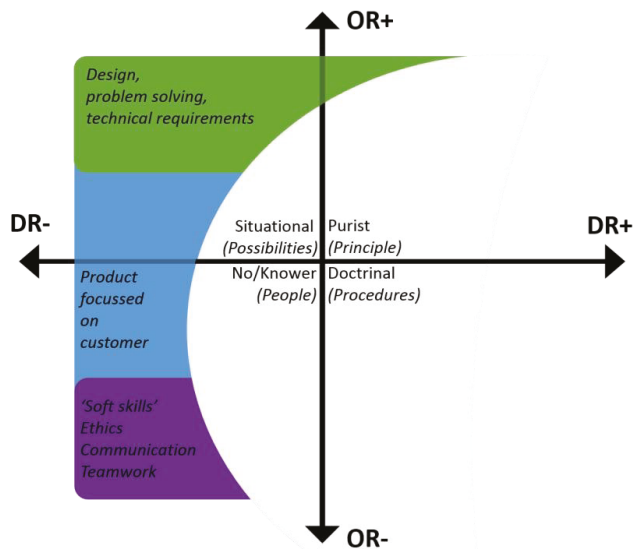 OR+
Design,
problem solving,
technical requirements
DR-
DR+
Situational
(Possibilities)
Purist
(Principle)
No/Knower
(People)
Doctrinal
(Procedures)
Product
focussed
on
customer
'Soft skills'
Ethics
Communication
Teamwork
OR-